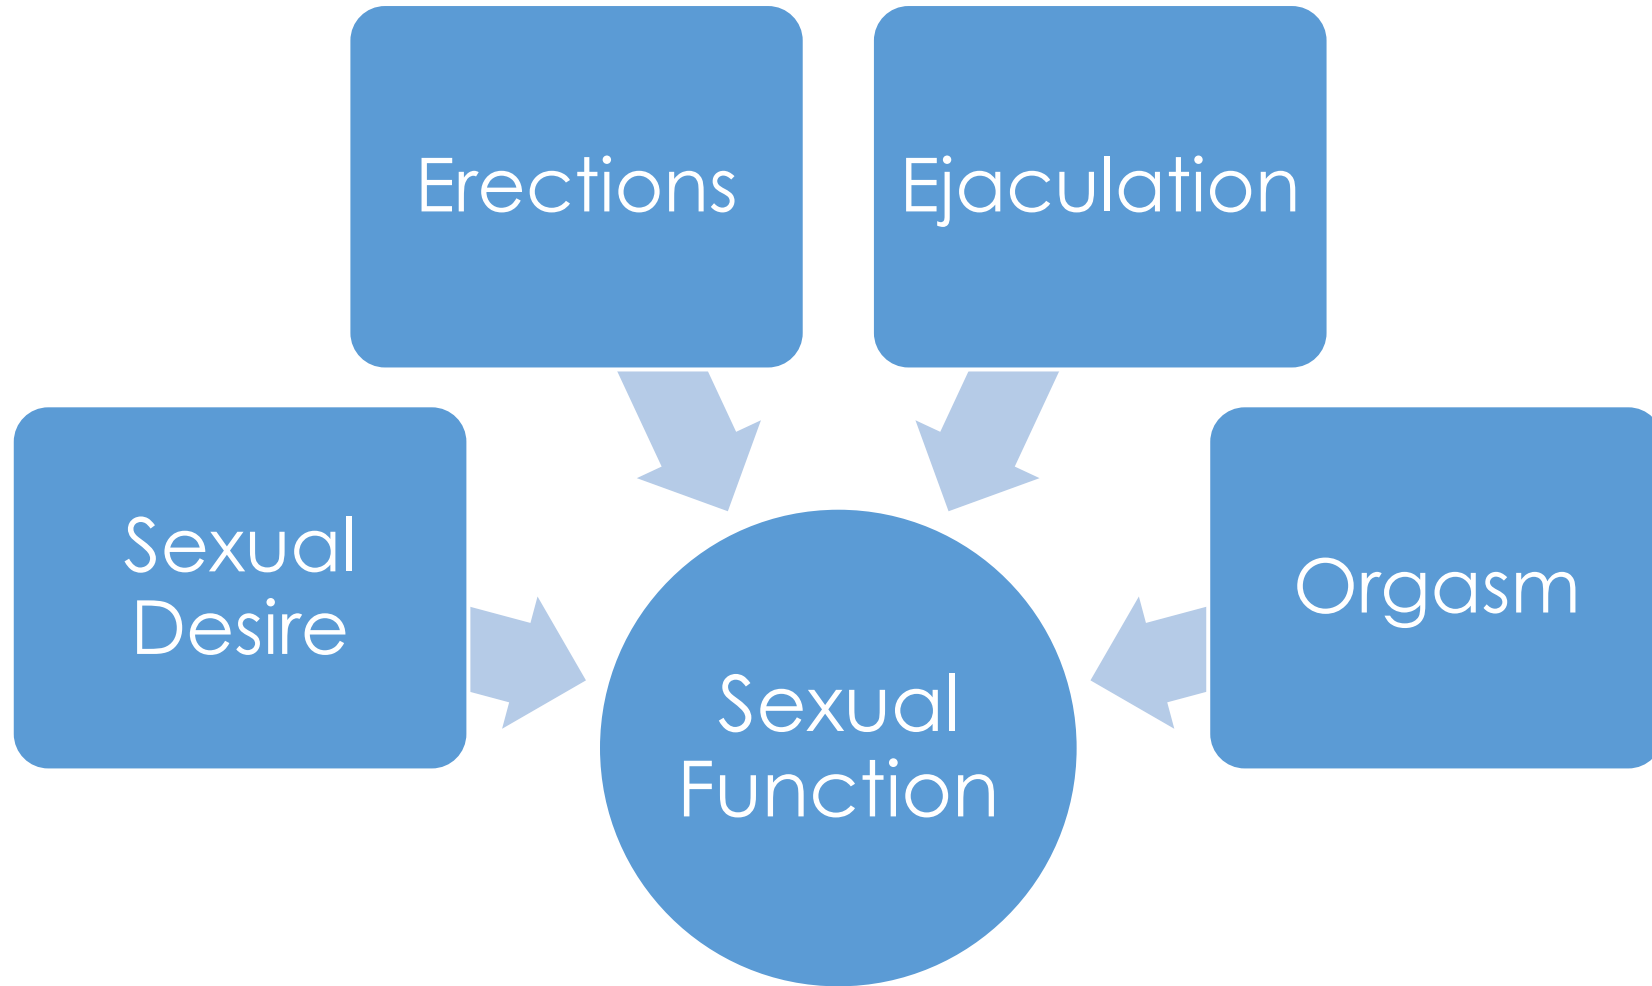 Erections
Ejaculation
Sexual
Desire
Orgasm
Sexual
Function